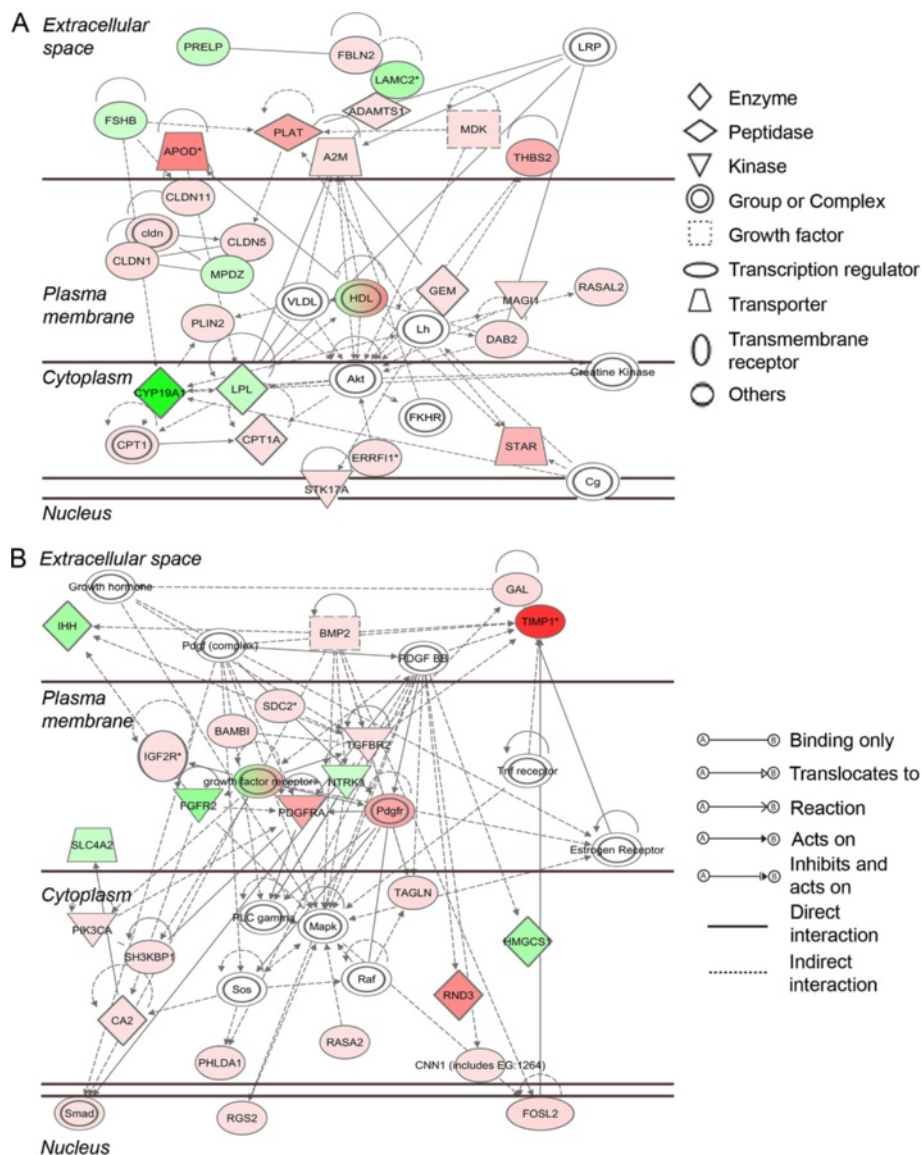 A
Extracellular
space
PRELP
FBLN2
LRP
LAMC2*
ADAMTS1
FSHB
PLAT
MDK
APOD*
A2M
THBS2
CLDN11
cldn
CLDN5
CLDN1
MPDZ
Plasma
membrane
VLDL
HDL
GEM
MAGI1
RASAL2
PLIN2
Lh
DAB2
Cytoplasm
CYP19A1
LPL
Akt
Creatine Kinase
FKHR
CPT1
CPT1A
ERRFI1*
STAR
STK17A
Cg
Nucleus
Enzyme
Peptidase
Kinase
Group or Complex
Growth factor
Transcription regulator
Transporter
Transmembrane
receptor
Others
B
Extracellular space
Growth hormone
GAL
IHH
BMP2
TIMP1*
Pdgf (complex)
PDGF BB
Plasma
membrane
SDC2*
BAMBI
TGFBR2
IGF2R*
growth factor receptor
NTRK3
Tnf receptor
FGFR2
PDGFRA
Pdgfr
SLC4A2
Estrogen Receptor
Cytoplasm
TAGLN
PIK3CA
PLC gamma
Mapk
HMGCS1
SH3KBP1
Sos
Raf
RND3
CA2
RASA2
PHLDA1
CNN1 (includes EG:1264)
Smad
RGS2
FOSL2
Nucleus
A B Binding only
A B Translocates to
A B Reaction
A B Acts on
A B Inhibits and
acts on
Direct
interaction
Indirect
interaction